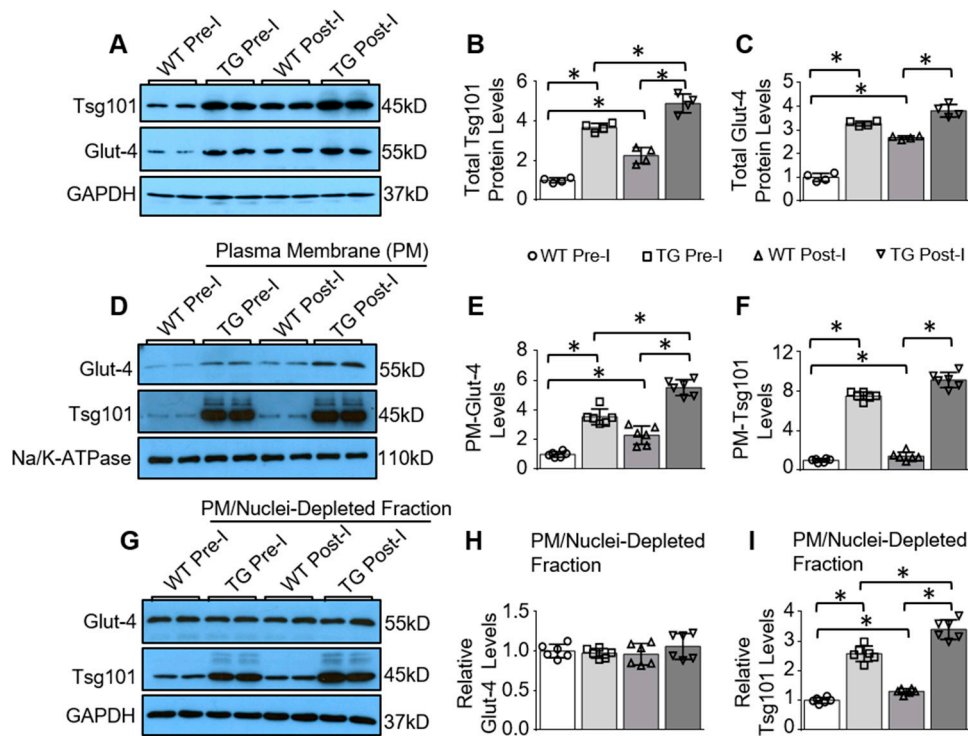 A
WT Pre-I
TG Pre-I
WT Post-I
TG Post-I
Tsg101
45kD
Glut-4
55kD
GAPDH
37kD
B
Total Tsg101
Protein Levels
6
4
2
0
*
*
*
*
C
Total Glut-4
Protein Levels
5
4
3
2
1
0
*
*
*
WT Pre-I
TG Pre-I
WT Post-I
TG Post-I
Plasma Membrane (PM)
D
WT Pre-I
TG Pre-I
WT Post-I
TG Post-I
Glut-4
55kD
Tsg101
45kD
Na/K-ATPase
110kD
E
PM-Glut-4
Levels
8
6
4
2
0
*
*
*
*
F
PM-Tsg101
Levels
12
8
4
0
*
*
*
PM/Nuclei-Depleted Fraction
G
WT Pre-I
TG Pre-I
WT Post-I
TG Post-I
Glut-4
55kD
Tsg101
45kD
GAPDH
37kD
H
PM/Nuclei-Depleted
Fraction
Relative
Glut-4 Levels
1.5
1.0
0.5
0.0
I
PM/Nuclei-Depleted
Fraction
Relative
Tsg101 Levels
5
4
3
2
1
0
*
*
*
*